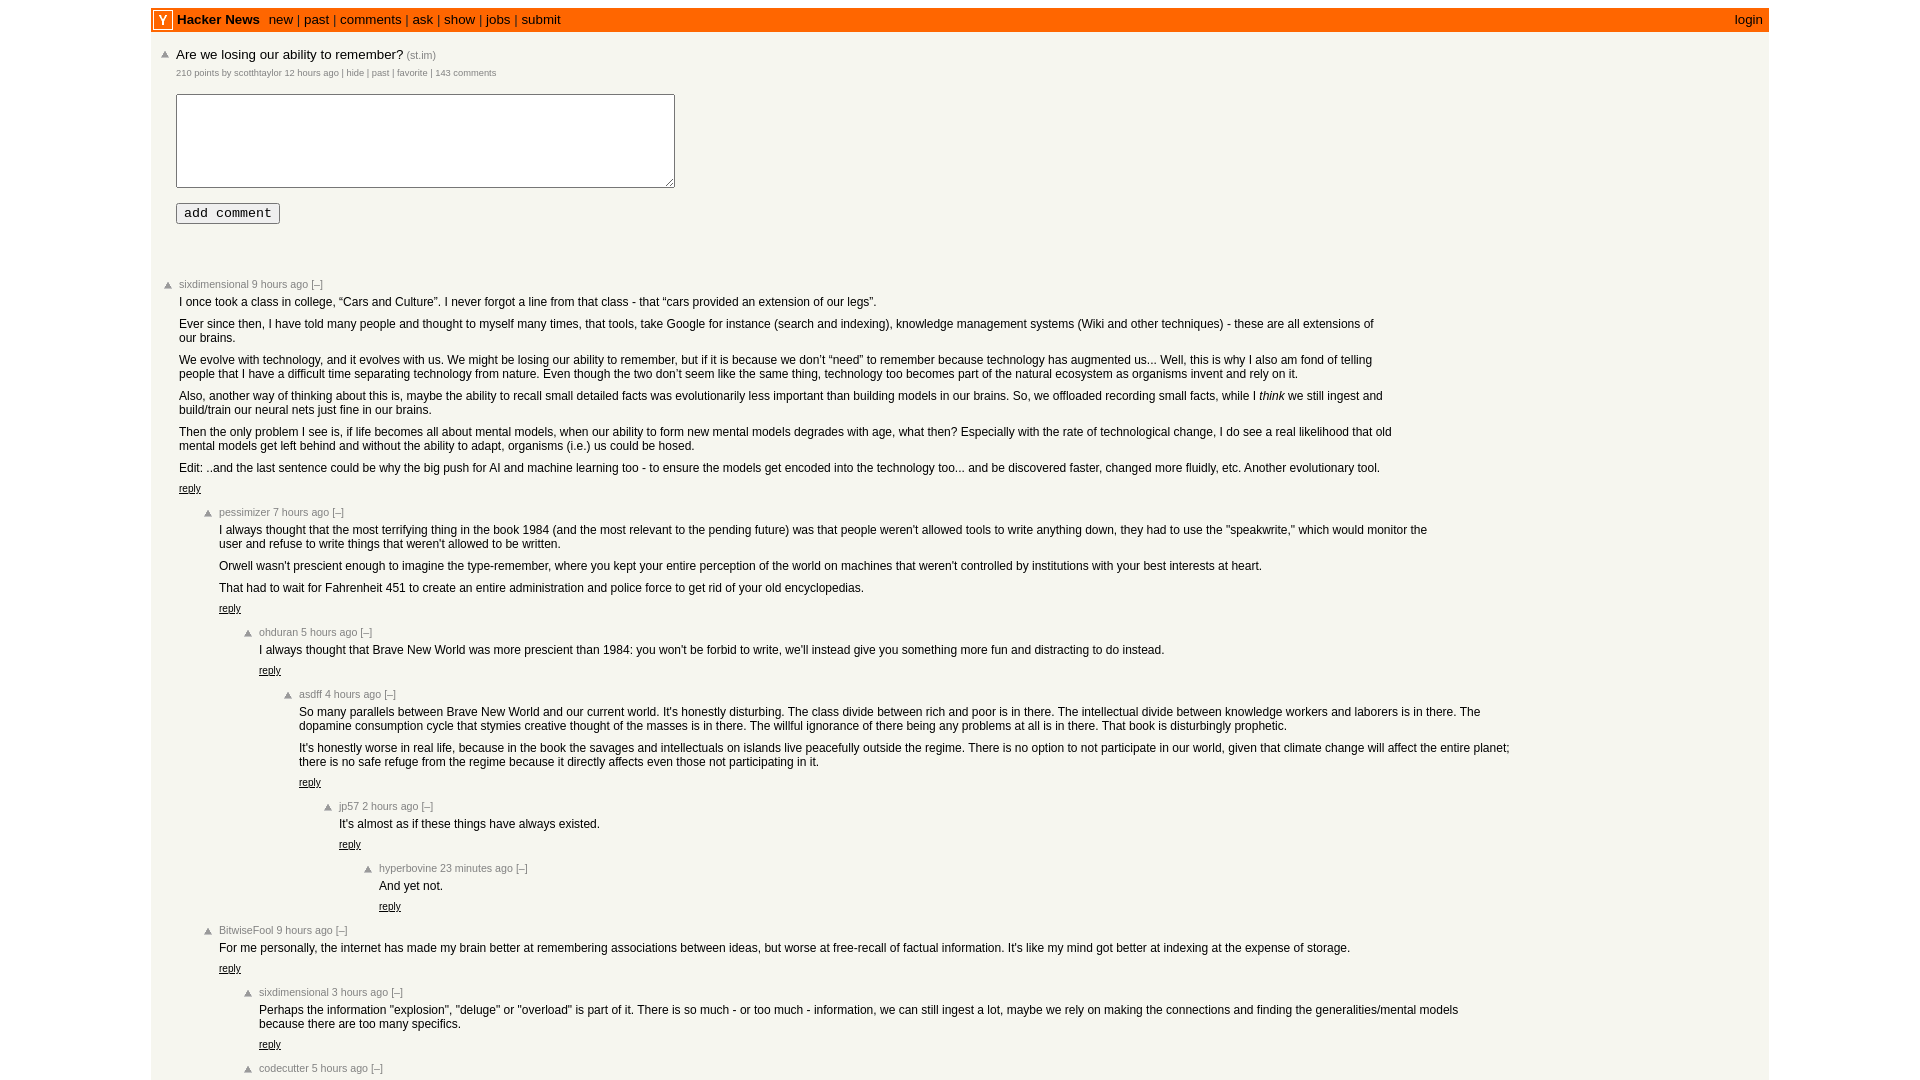 Y Hacker News new | past | comments | ask | show | jobs | submit login
Are we losing our ability to remember? (st.im)
210 points by scotthtaylor 12 hours ago | hide | past | favorite | 143 comments
add comment
sixdimensional 9 hours ago [–]
I once took a class in college, “Cars and Culture”. I never forgot a line from that class - that “cars provided an extension of our legs”.
Ever since then, I have told many people and thought to myself many times, that tools, take Google for instance (search and indexing), knowledge management systems (Wiki and other techniques) - these are all extensions of
our brains.
We evolve with technology, and it evolves with us. We might be losing our ability to remember, but if it is because we don’t “need” to remember because technology has augmented us... Well, this is why I also am fond of telling
people that I have a difficult time separating technology from nature. Even though the two don’t seem like the same thing, technology too becomes part of the natural ecosystem as organisms invent and rely on it.
Also, another way of thinking about this is, maybe the ability to recall small detailed facts was evolutionarily less important than building models in our brains. So, we offloaded recording small facts, while I think we still ingest and
build/train our neural nets just fine in our brains.
Then the only problem I see is, if life becomes all about mental models, when our ability to form new mental models degrades with age, what then? Especially with the rate of technological change, I do see a real likelihood that old
mental models get left behind and without the ability to adapt, organisms (i.e.) us could be hosed.
Edit: ..and the last sentence could be why the big push for AI and machine learning too - to ensure the models get encoded into the technology too... and be discovered faster, changed more fluidly, etc. Another evolutionary tool.
reply
pessimizer 7 hours ago [–]
I always thought that the most terrifying thing in the book 1984 (and the most relevant to the pending future) was that people weren't allowed tools to write anything down, they had to use the "speakwrite," which would monitor the
user and refuse to write things that weren't allowed to be written.
Orwell wasn't prescient enough to imagine the type-remember, where you kept your entire perception of the world on machines that weren't controlled by institutions with your best interests at heart.
That had to wait for Fahrenheit 451 to create an entire administration and police force to get rid of your old encyclopedias.
reply
ohduran 5 hours ago [–]
I always thought that Brave New World was more prescient than 1984: you won't be forbid to write, we'll instead give you something more fun and distracting to do instead.
reply
asdff 4 hours ago [–]
So many parallels between Brave New World and our current world. It's honestly disturbing. The class divide between rich and poor is in there. The intellectual divide between knowledge workers and laborers is in there. The
dopamine consumption cycle that stymies creative thought of the masses is in there. The willful ignorance of there being any problems at all is in there. That book is disturbingly prophetic.
It's honestly worse in real life, because in the book the savages and intellectuals on islands live peacefully outside the regime. There is no option to not participate in our world, given that climate change will affect the entire planet;
there is no safe refuge from the regime because it directly affects even those not participating in it.
reply
jp57 2 hours ago [–]
It's almost as if these things have always existed.
reply
hyperbovine 23 minutes ago [–]
And yet not.
reply
BitwiseFool 9 hours ago [–]
For me personally, the internet has made my brain better at remembering associations between ideas, but worse at free-recall of factual information. It's like my mind got better at indexing at the expense of storage.
reply
sixdimensional 3 hours ago [–]
Perhaps the information "explosion", "deluge" or "overload" is part of it. There is so much - or too much - information, we can still ingest a lot, maybe we rely on making the connections and finding the generalities/mental models
because there are too many specifics.
reply
codecutter 5 hours ago [–]